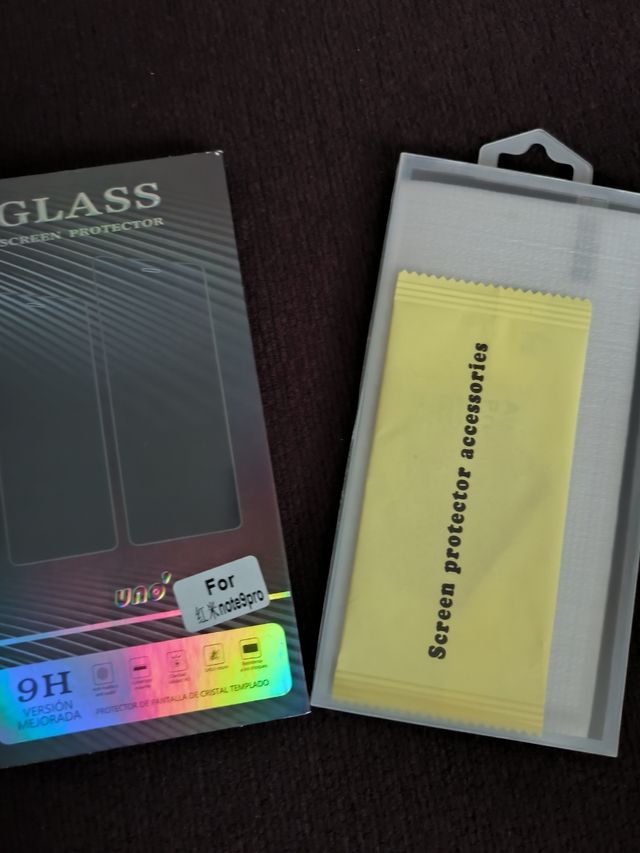 GLASS
SCREEN PROTECTOR
uno
For
红米note9pro
9H
VERSIÓN
MEJORADA
PROTECTOR DE PANTALLA DE CRISTAL TEMPLADO
Screen protector accessories